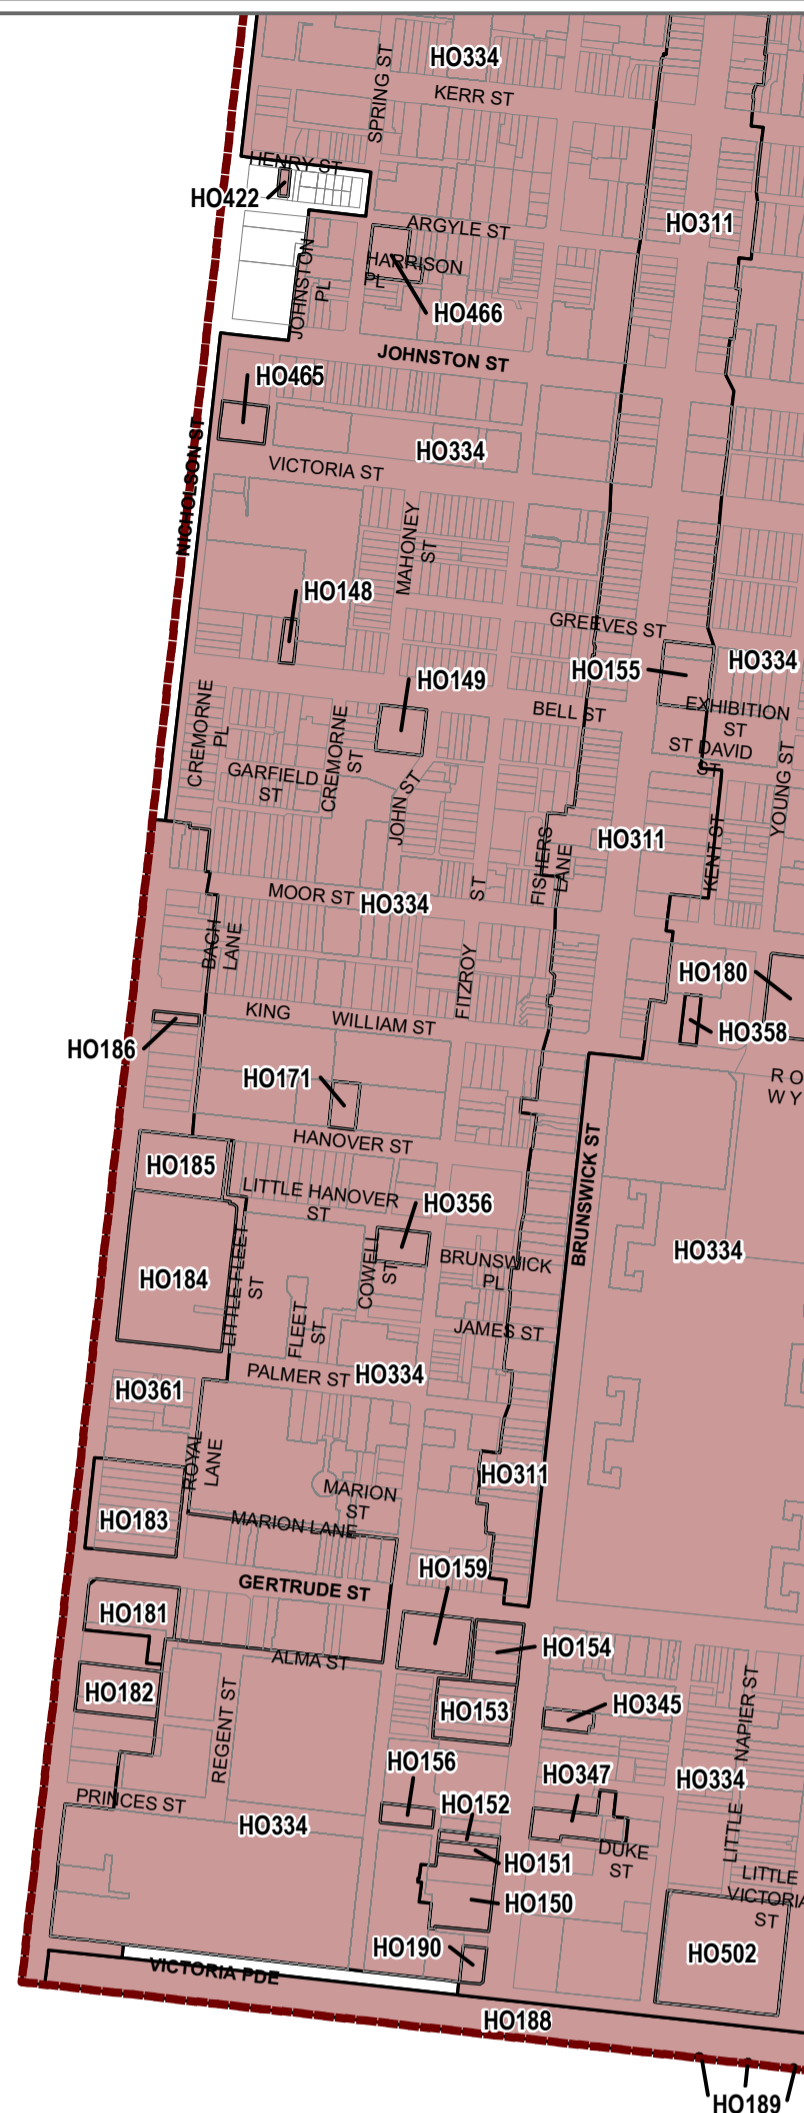 HO334
KERR ST
SPRING ST
HENRY ST
HO422
HO311
ARGYLE ST
HARRISON
PL
JOHNSTON
PL
HO466
JOHNSTON ST
HO465
NICHOLSON ST
HO334
VICTORIA ST
MAHONEY
ST
HO148
GREEVES ST
HO155
HO334
HO149
EXHIBITION
ST
BELL ST
ST DAVID
ST
CREMORNE
PL
CREMORNE
ST
GARFIELD
ST
JOHN ST
YOUNG ST
HO311
KENT ST
FISHERS
LANE
MOOR ST
HO334
ST
BACH
LANE
FITZROY
HO180
HO358
KING
WILLIAM ST
HO186
HO171
R O
W Y
HANOVER ST
BRUNSWICK ST
HO185
LITTLE HANOVER
ST
HO356
HO334
BRUNSWICK
PL
COWELL
ST
HO184
LITTLE FLEET
ST
FLEET
ST
JAMES ST
PALMER ST
HO334
HO361
ROYAL
LANE
HO311
MARION
ST
HO183
MARION LANE
HO159
GERTRUDE ST
HO181
HO154
ALMA ST
HO182
REGENT ST
HO153
HO345
NAPIER ST
LITTLE
HO156
HO347
HO334
PRINCES ST
HO152
HO334
DUKE
ST
HO151
LITTLE
VICTORIA
ST
HO150
HO190
HO502
VICTORIA PDE
HO188
HO189